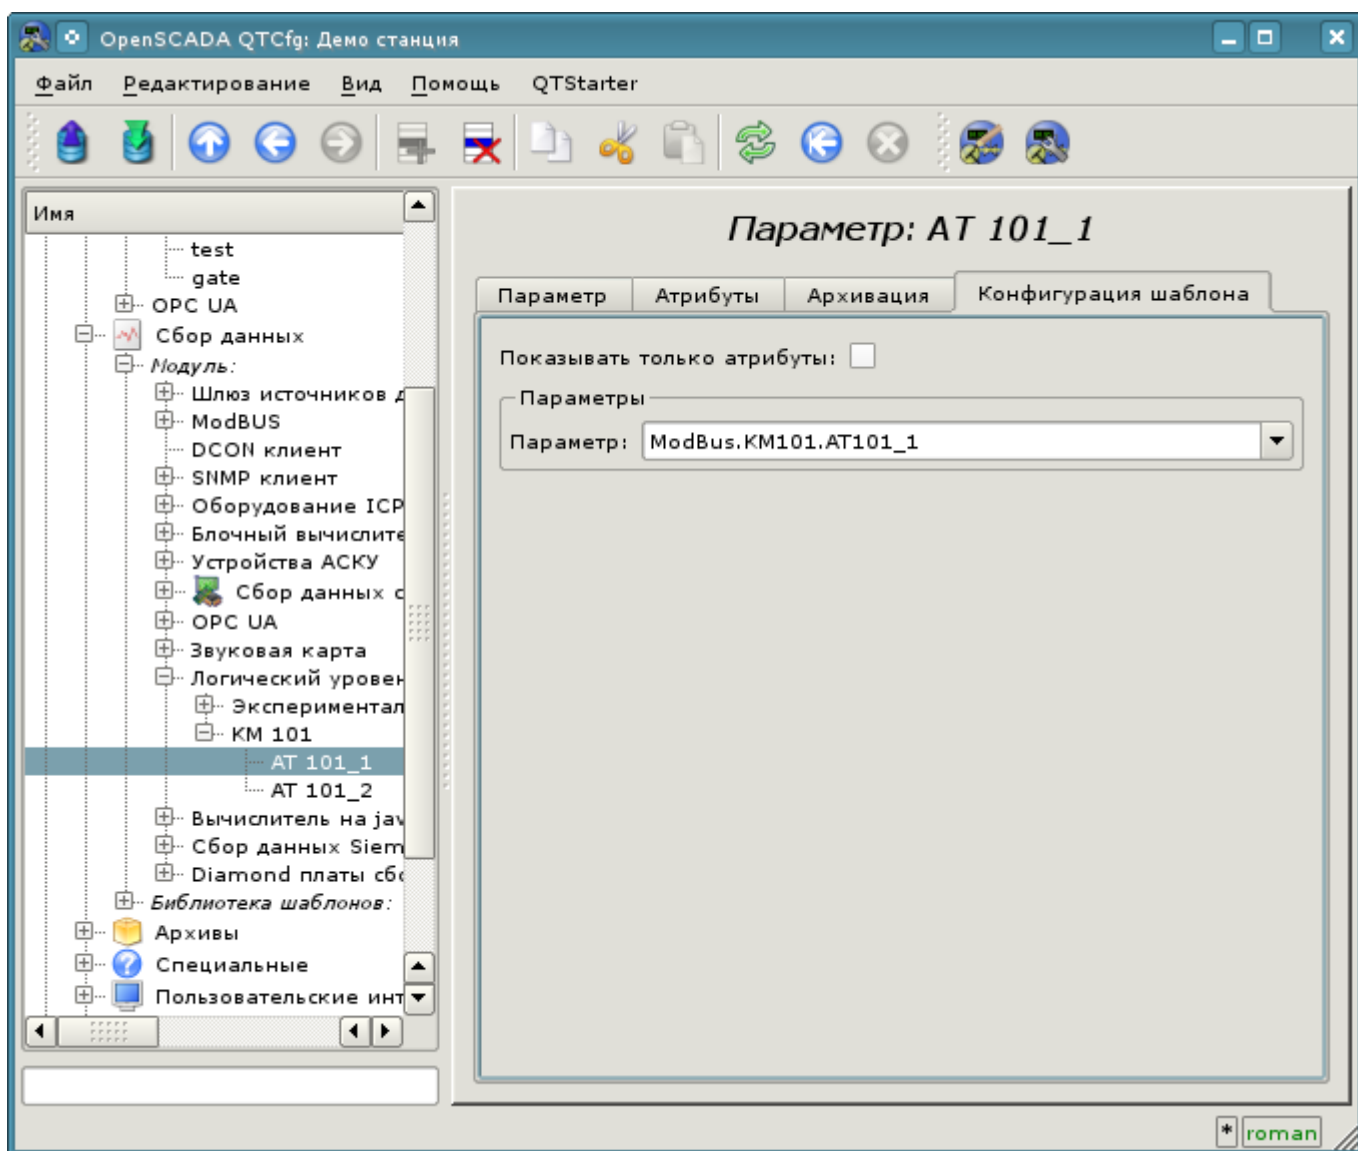 OpenSCADA QTCfg: Демо станция
Файл Редактирование Вид Помощь QTStarter
Имя
test
gate
OPC UA
Сбор данных
Модуль:
Шлюз источников д
ModBUS
DCON клиент
SNMP клиент
Оборудование ICP
Блочный вычислите
Устройства АСКУ
Сбор данных с
OPC UA
Звуковая карта
Логический уровен
Экспериментал
КМ 101
AT 101_1
AT 101_2
Вычислитель на jav
Сбор данных Siem
Diamond платы сбо
Библиотека шаблонов:
Архивы
Специальные
Пользовательские инт
Параметр: AT 101_1
Параметр Атрибуты Архивация Конфигурация шаблона
Показывать только атрибуты:
Параметры
Параметр: ModBus.KM101.AT101_1
* roman